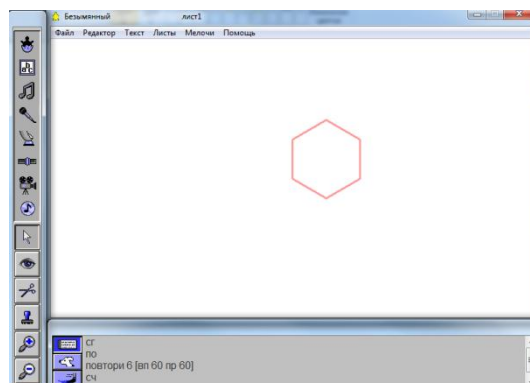 Безымянный лист1
Файл Редактор Текст Листы Мелочи Помощь
сг
по
повтори 6 [вп 60 пр 60]
сч